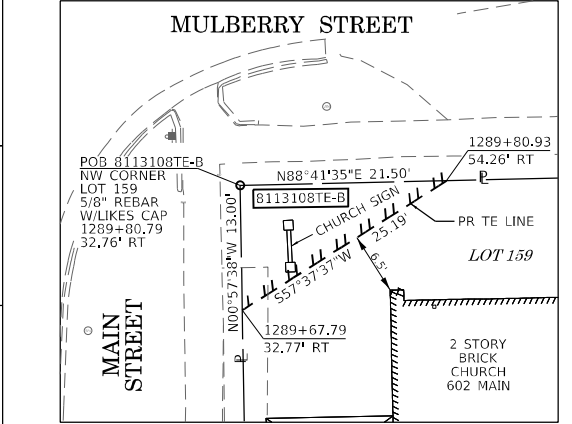 MULBERRY STREET
POB 8113108TE-B
NW CORNER
LOT 159
5/8" REBAR
W/LIKES CAP
1289+80.79
32.76' RT
N88°41'35"E 21.50'
8113108TE-B
1289+80.93
54.26' RT
CHURCH SIGN
PR TE LINE
LOT 159
N00°57'38"W 13.00'
S57°37'37"W
25.19'
6.5'
1289+67.79
32.77' RT
MAIN
STREET
2 STORY
BRICK
CHURCH
602 MAIN